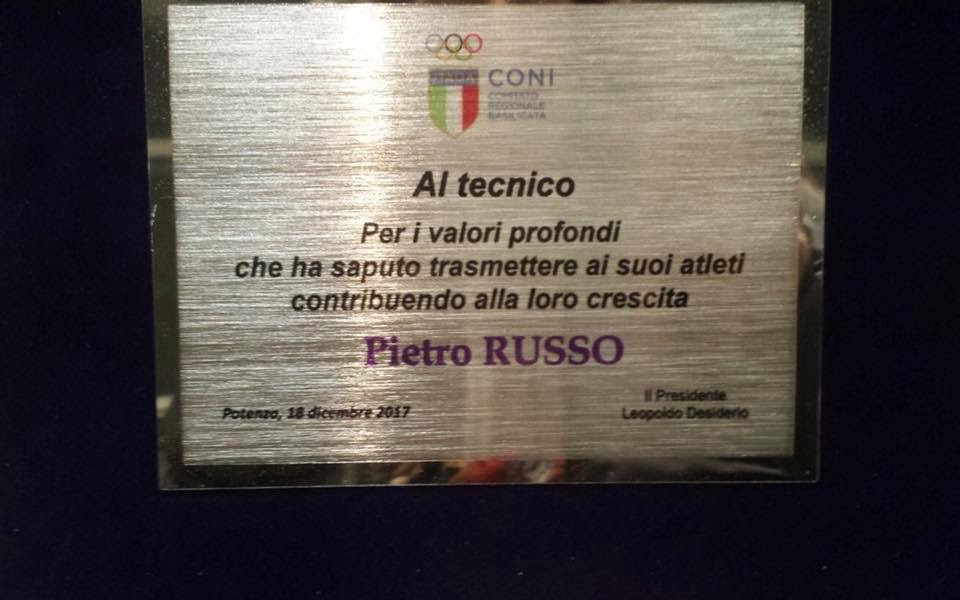 ITALIA
CONI
COMITATO
REGIONALE
BASILICATA
Al tecnico
Per i valori profondi
che ha saputo trasmettere ai suoi atleti
contribuendo alla loro crescita
Pietro RUSSO
Potenza, 18 dicembre 2017
Il Presidente
Leopoldo Desiderio